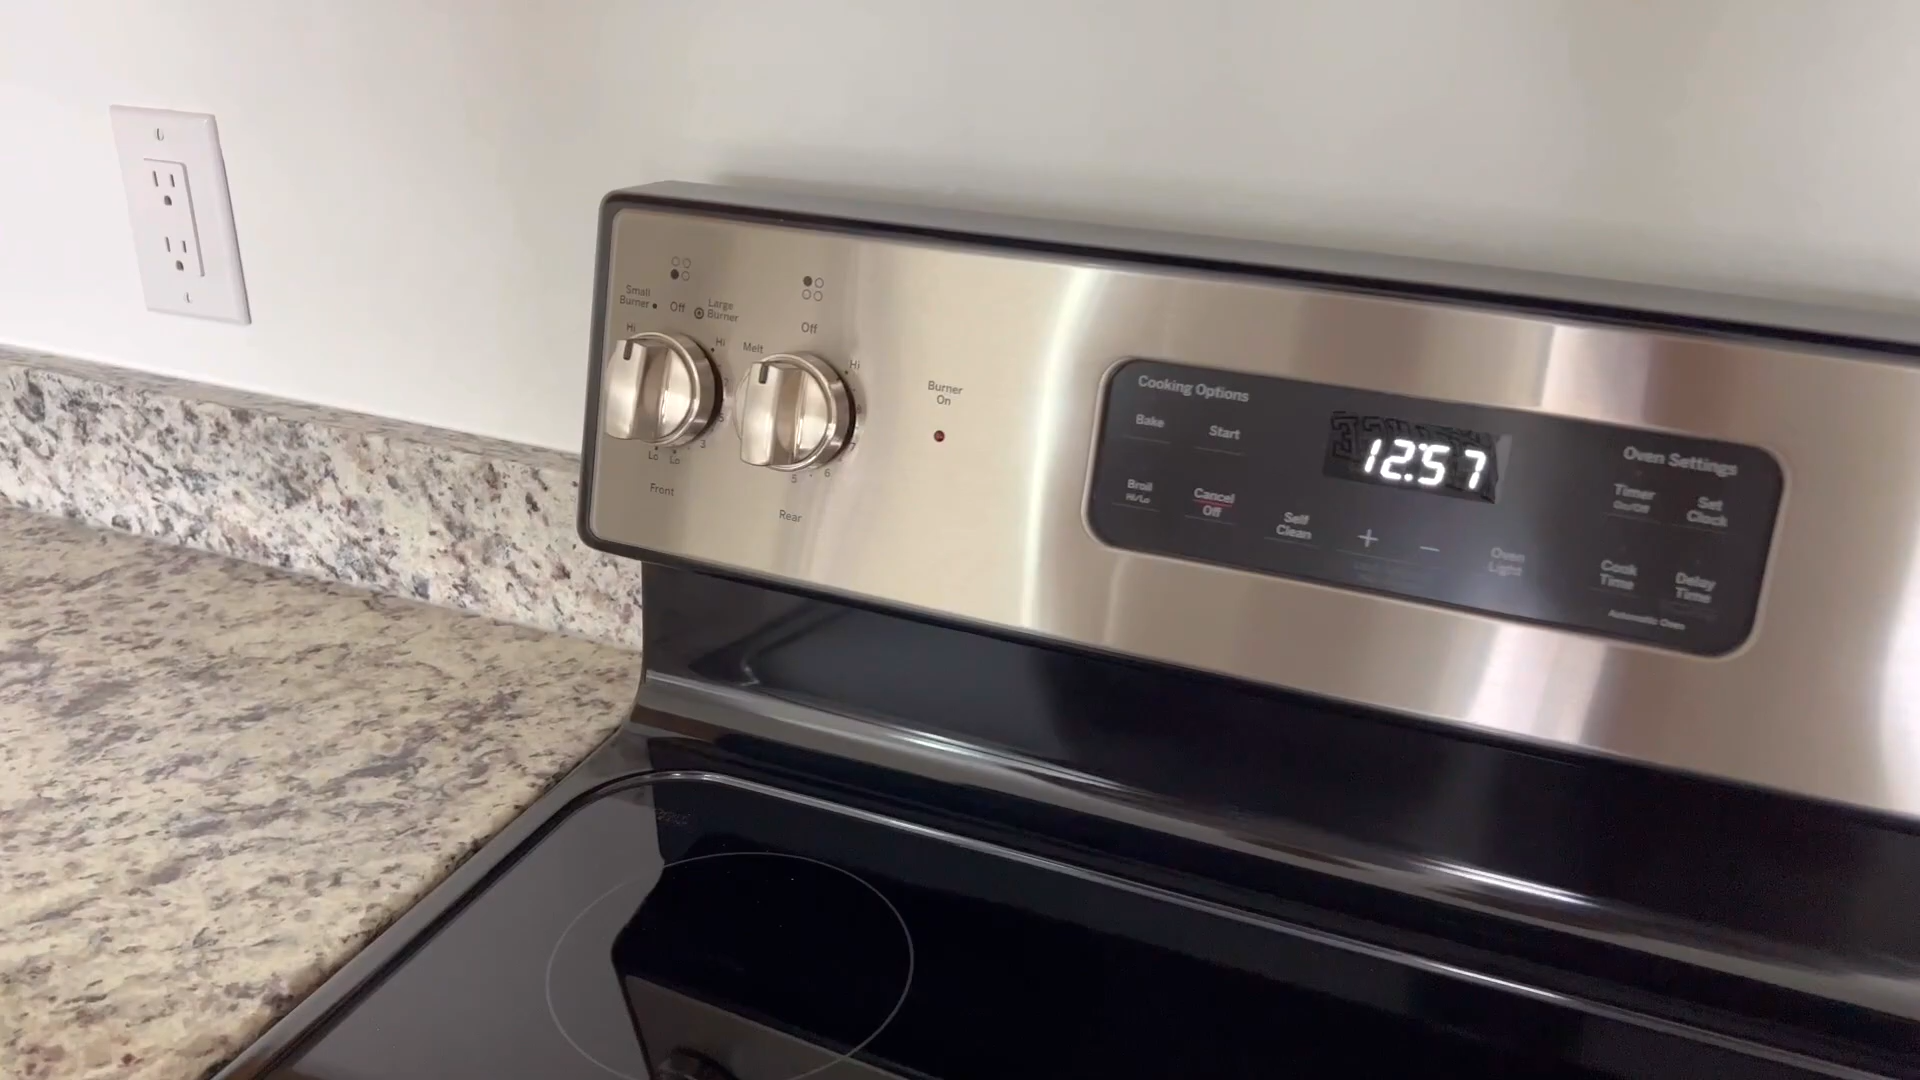 Small
Burner
Off
Large
Burner
Hi
Hi
Lo
Lo
3
Front
Off
Melt
Hi
7
6
5
Rear
Burner
On
Cooking Options
Bake
Start
Broil
Hi/Lo
Cancel
Off
Self
Clean
+
−
12:57
Oven
Light
Oven Settings
Timer
On/Off
Set
Clock
Cook
Time
Delay
Time
Automatic Oven